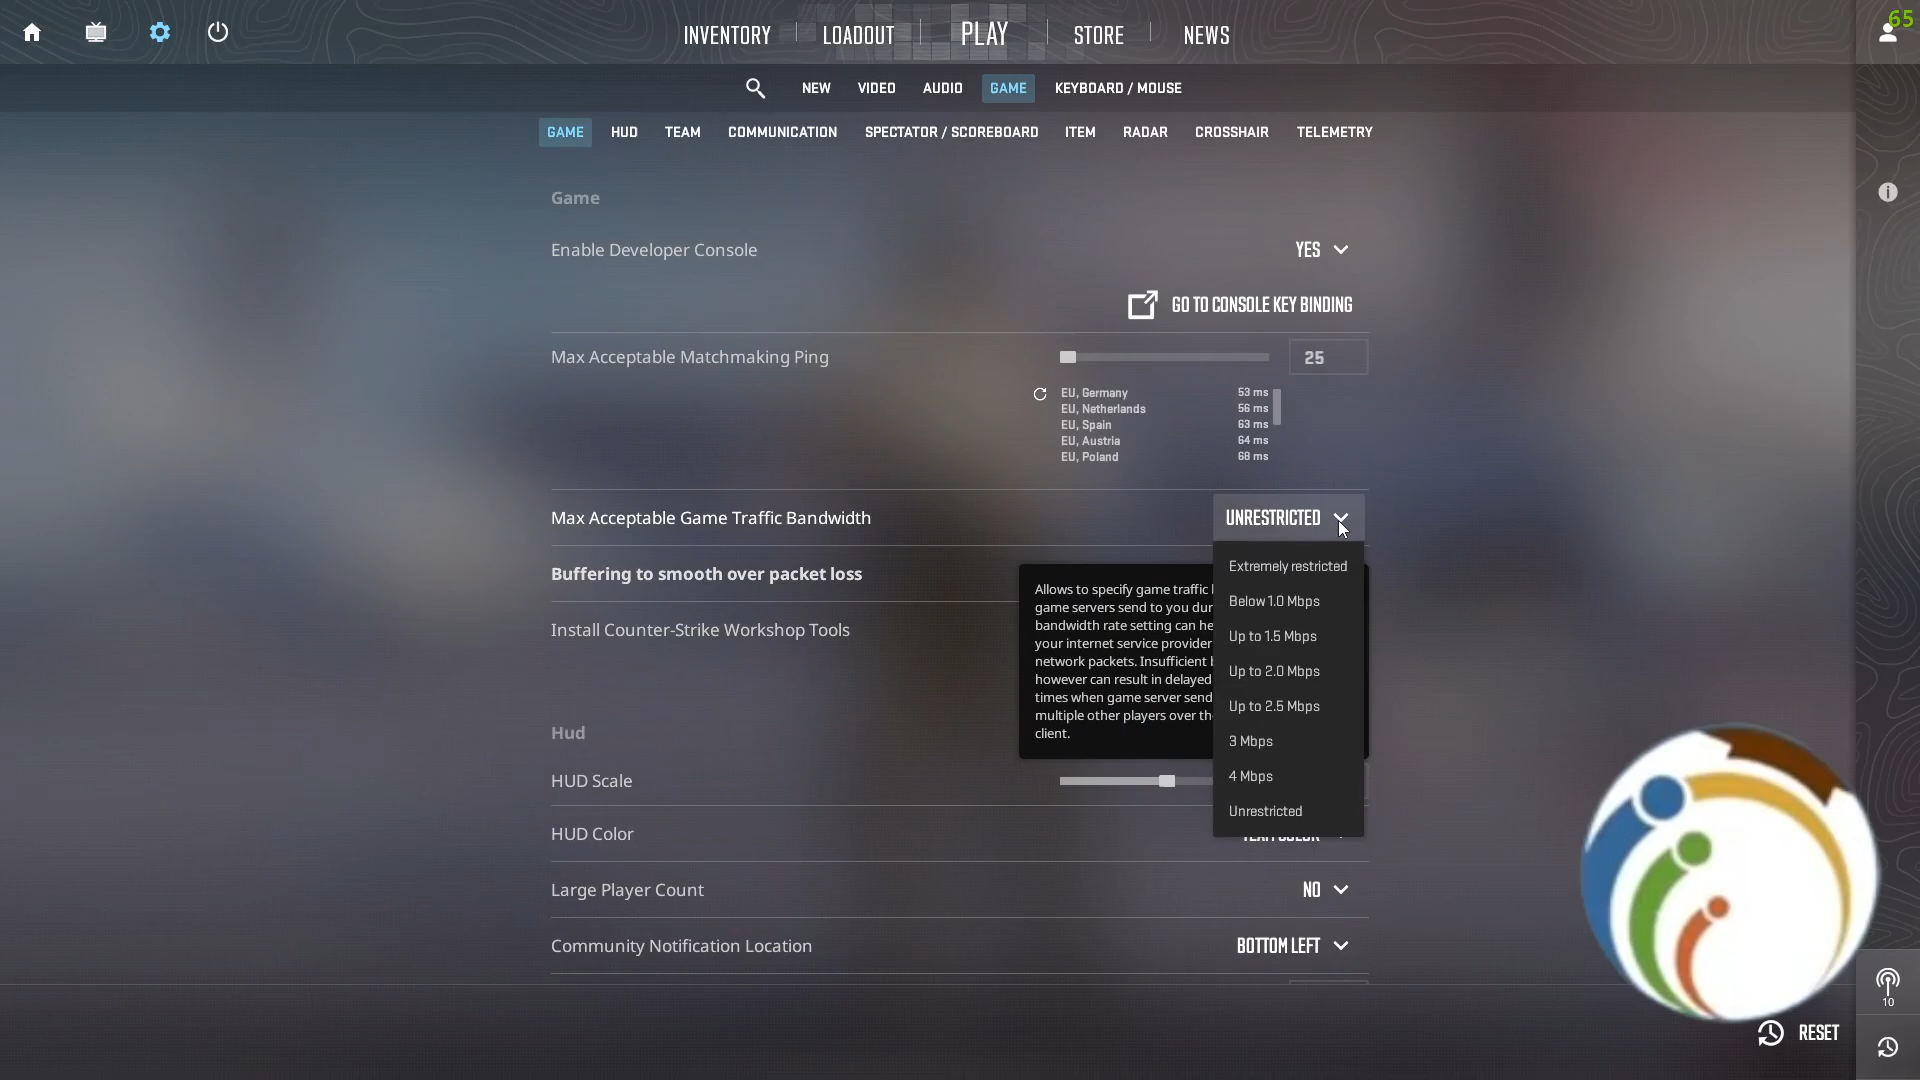 65
INVENTORY
LOADOUT
PLAY
STORE
NEWS
NEW
VIDEO
AUDIO
GAME
KEYBOARD / MOUSE
GAME
HUD
TEAM
COMMUNICATION
SPECTATOR / SCOREBOARD
ITEM
RADAR
CROSSHAIR
TELEMETRY
Game
Enable Developer Console
YES
GO TO CONSOLE KEY BINDING
Max Acceptable Matchmaking Ping
25
EU, Germany 53 ms
EU, Netherlands 56 ms
EU, Spain 63 ms
EU, Austria 64 ms
EU, Poland 68 ms
Max Acceptable Game Traffic Bandwidth
UNRESTRICTED
Extremely restricted
Below 1.0 Mbps
Up to 1.5 Mbps
Up to 2.0 Mbps
Up to 2.5 Mbps
3 Mbps
4 Mbps
Unrestricted
Buffering to smooth over packet loss
Allows to specify game traffic
game servers send to you
bandwidth rate setting can
your internet service provider
network packets. Insufficient
however can result in delayed
times when game server send
multiple other players over
client.
Install Counter-Strike Workshop Tools
Hud
HUD Scale
HUD Color
TEAM COLOR
Large Player Count
NO
Community Notification Location
BOTTOM LEFT
10
RESET